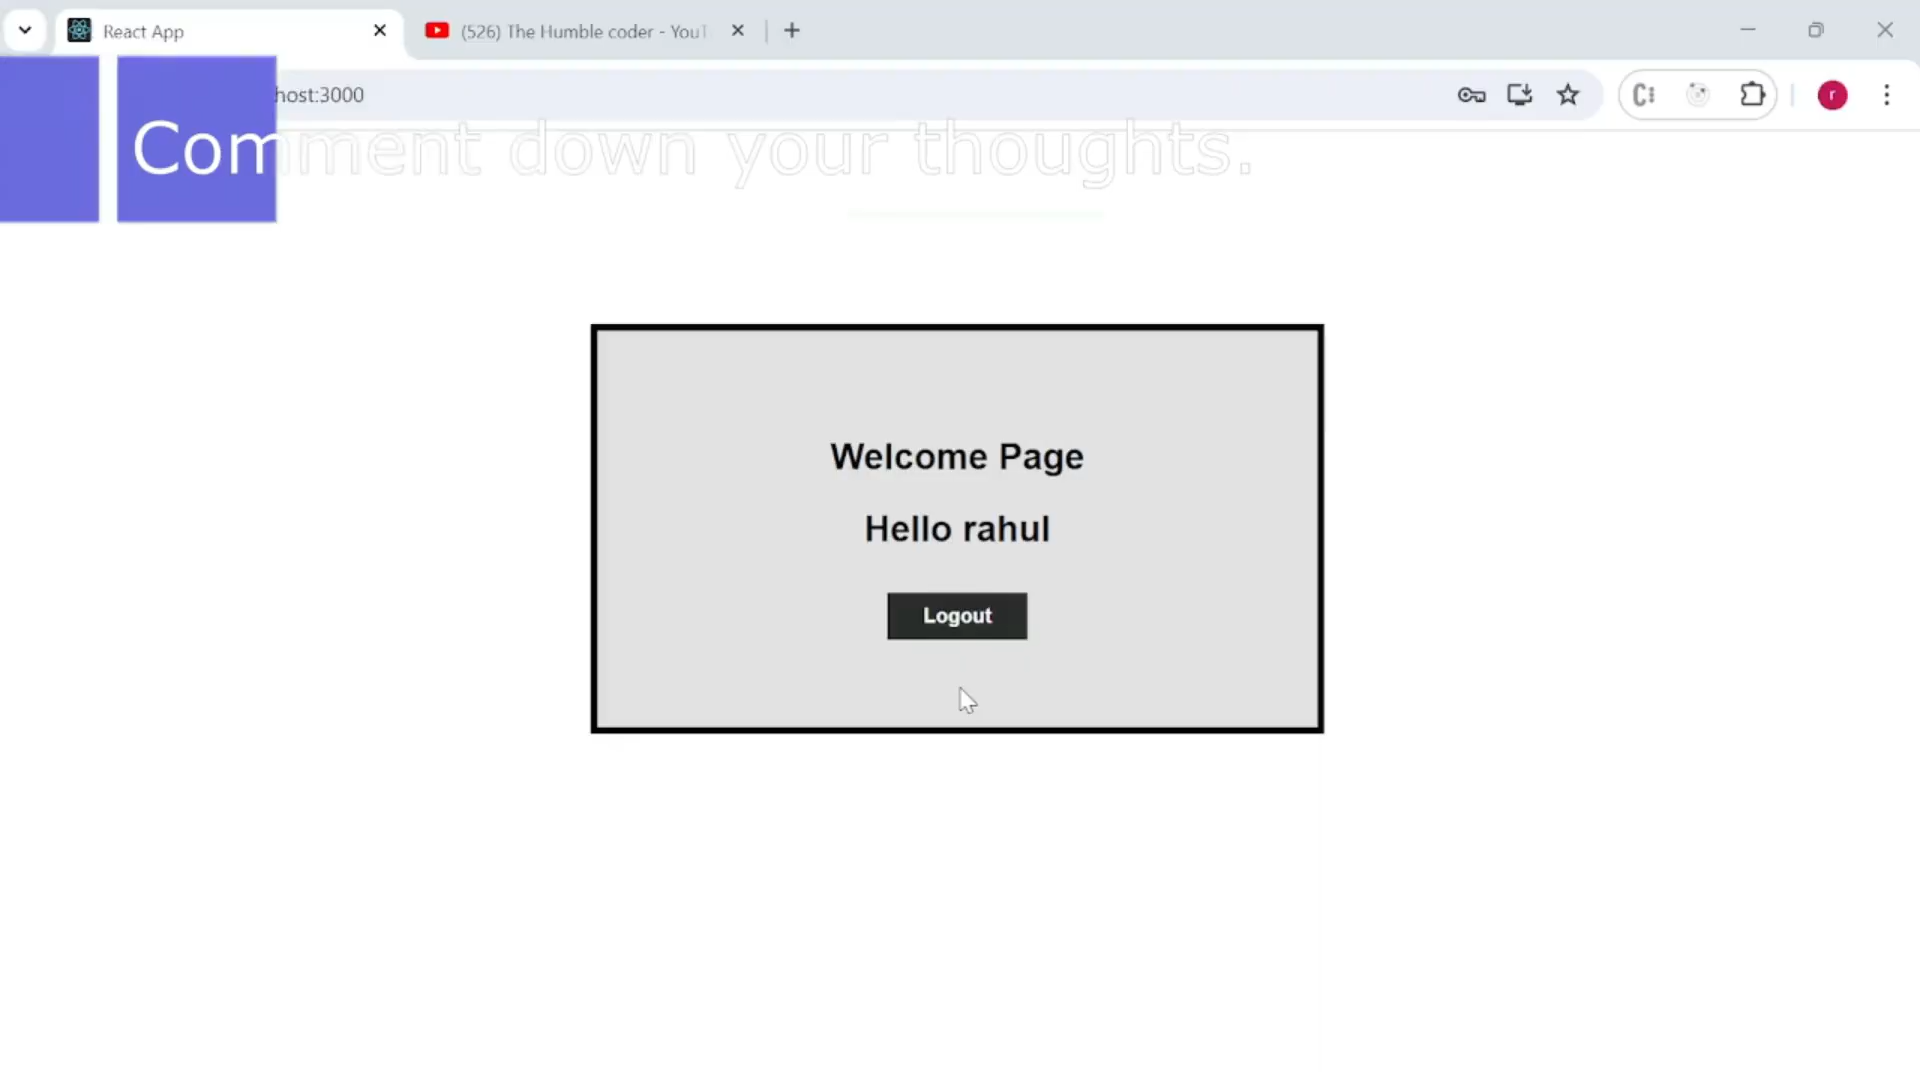 React App
(526) The Humble coder - YouT
host:3000
r
Comment down your thoughts.
Welcome Page
Hello rahul
Logout